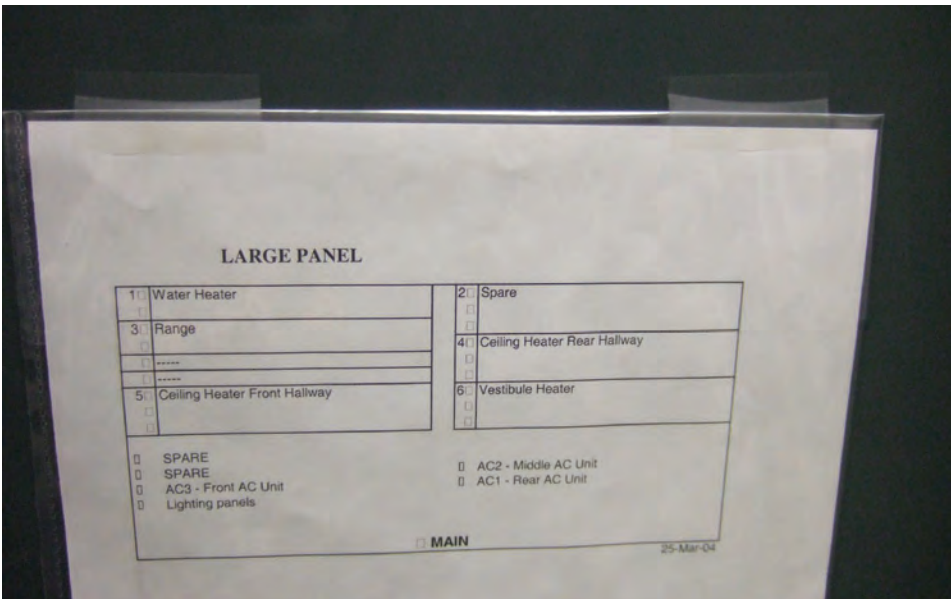 LARGE PANEL
1 Water Heater
3 Range
-----
-----
5 Ceiling Heater Front Hallway
2 Spare
4 Ceiling Heater Rear Hallway
6 Vestibule Heater
SPARE
SPARE
AC3 - Front AC Unit
Lighting panels
AC2 - Middle AC Unit
AC1 - Rear AC Unit
MAIN
25-Mar-04